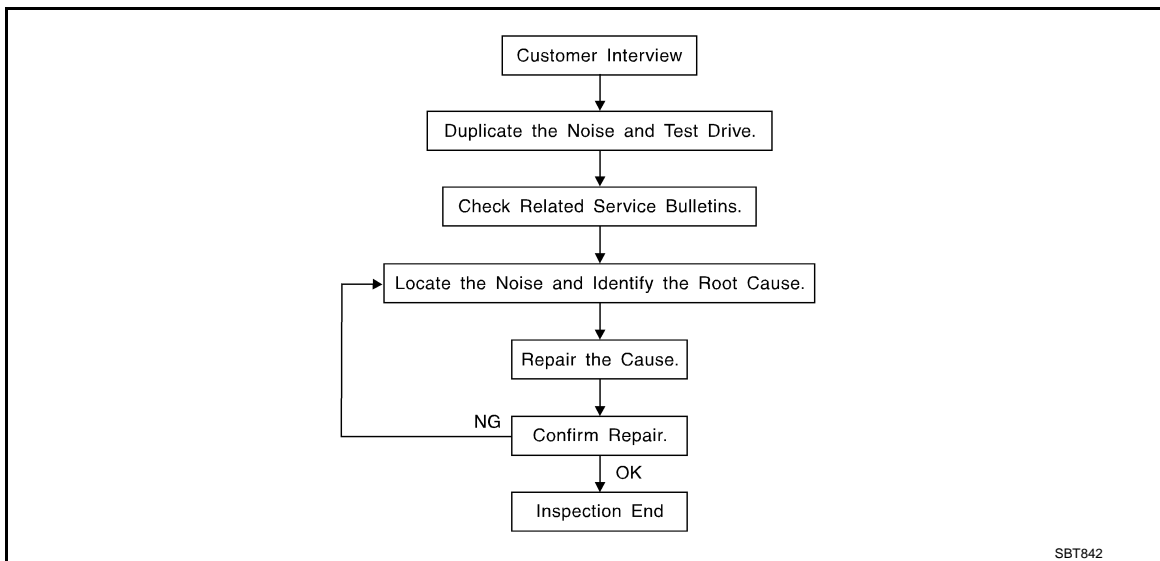 Customer Interview
Duplicate the Noise and Test Drive.
Check Related Service Bulletins.
Locate the Noise and Identify the Root Cause.
Repair the Cause.
NG
Confirm Repair.
OK
Inspection End
SBT842